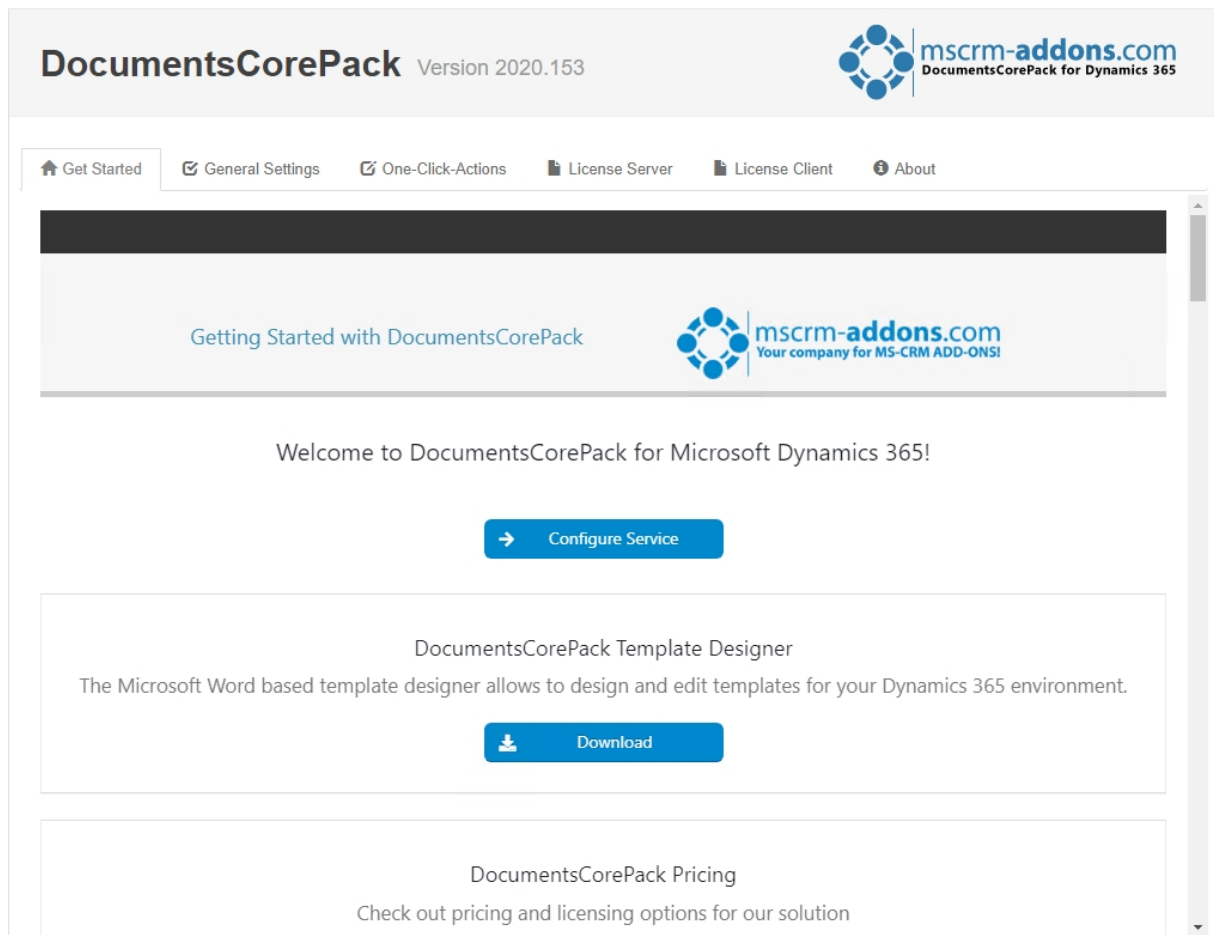 DocumentsCorePack Version 2020.153
mscrm-addons.com
DocumentsCorePack for Dynamics 365
Get Started General Settings One-Click-Actions License Server License Client About
Getting Started with DocumentsCorePack
mscrm-addons.com
Your company for MS-CRM ADD-ONS!
Welcome to DocumentsCorePack for Microsoft Dynamics 365!
Configure Service
DocumentsCorePack Template Designer
The Microsoft Word based template designer allows to design and edit templates for your Dynamics 365 environment.
Download
DocumentsCorePack Pricing
Check out pricing and licensing options for our solution